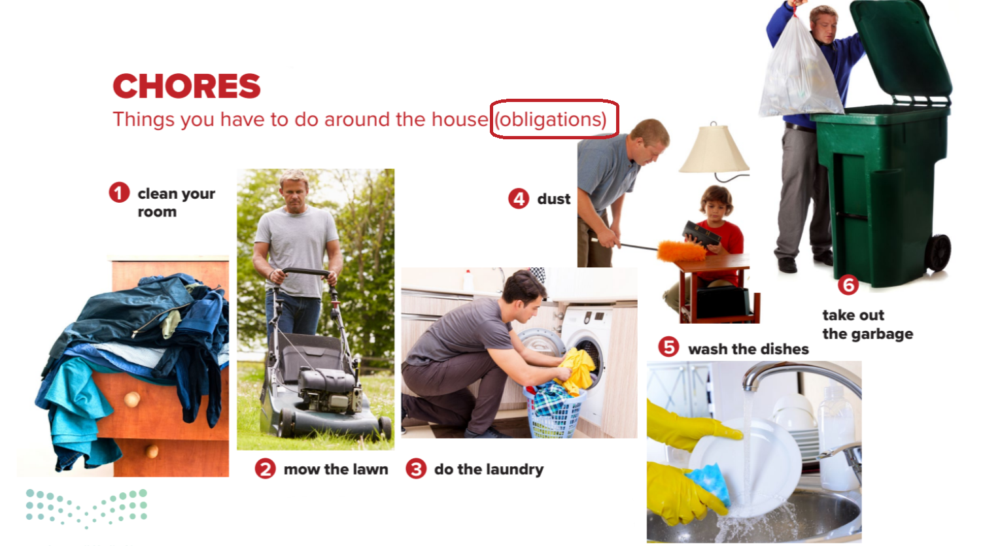 CHORES
Things you have to do around the house (obligations)
1 clean your
room
2 mow the lawn
3 do the laundry
4 dust
5 wash the dishes
6
take out
the garbage